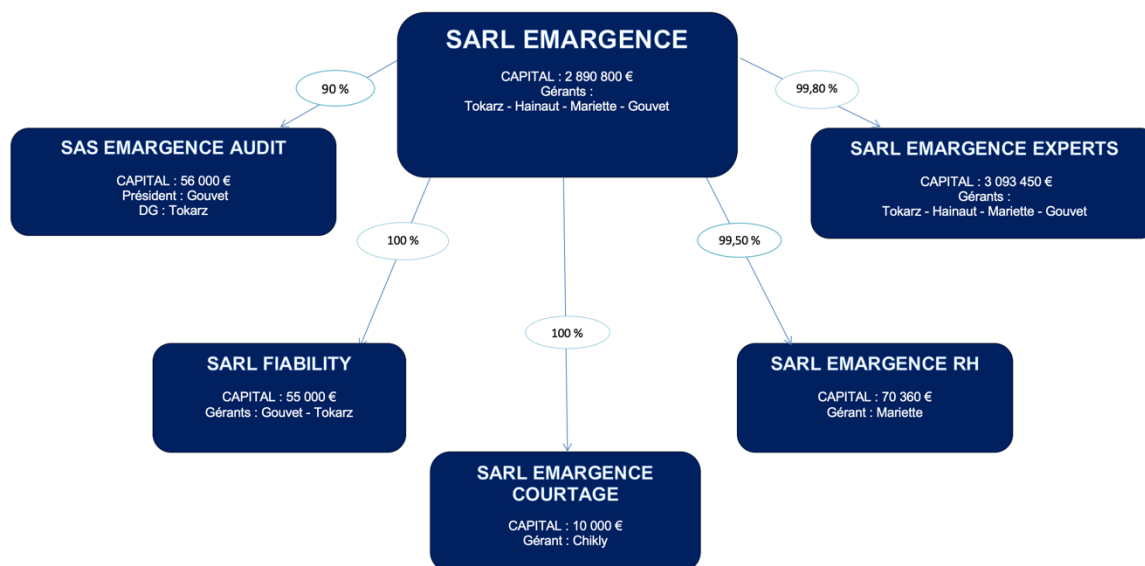 SARL EMARGENCE
CAPITAL : 2 890 800 €
Gérants :
Tokarz - Hainaut - Mariette - Gouvet
90 %
99,80 %
SAS EMARGENCE AUDIT
CAPITAL : 56 000 €
Président : Gouvet
DG : Tokarz
SARL EMARGENCE EXPERTS
CAPITAL : 3 093 450 €
Gérants :
Tokarz - Hainaut - Mariette - Gouvet
100 %
99,50 %
100 %
SARL FIABILITY
CAPITAL : 55 000 €
Gérants : Gouvet - Tokarz
SARL EMARGENCE RH
CAPITAL : 70 360 €
Gérant : Mariette
SARL EMARGENCE
COURTAGE
CAPITAL : 10 000 €
Gérant : Chikly